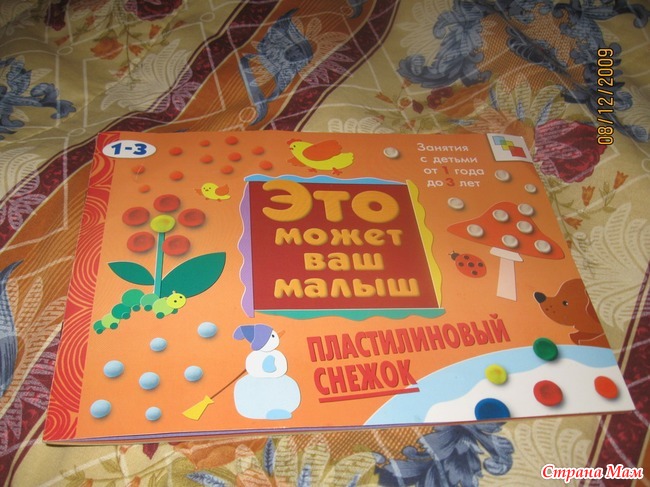 1-3
Занятия
с детьми
от 1 года
до 3 лет
Это
может
ваш
малыш
ПЛАСТИЛИНОВЫЙ
СНЕЖОК
08/12/2009
Страна Мам